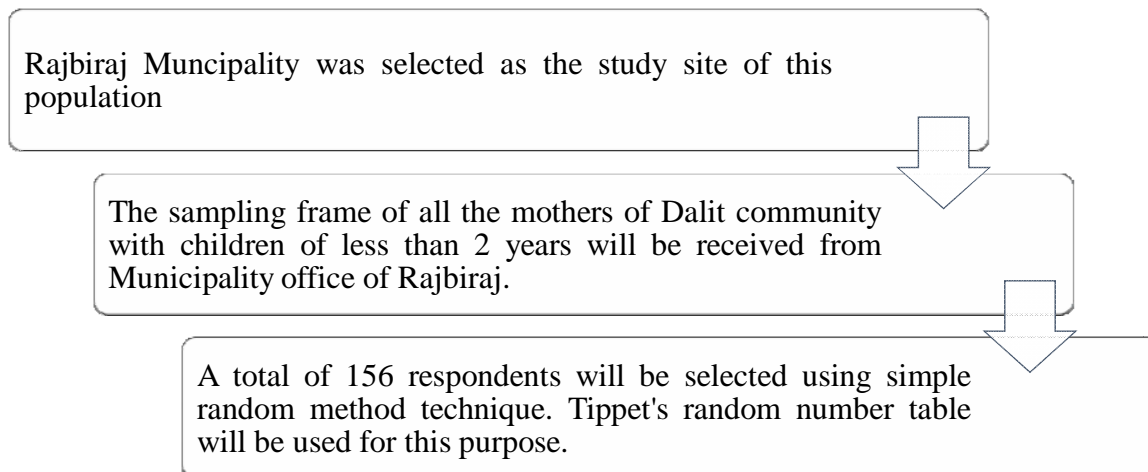 Rajbiraj Muncipality was selected as the study site of this
population
The sampling frame of all the mothers of Dalit community
with children of less than 2 years will be received from
Municipality office of Rajbiraj.
A total of 156 respondents will be selected using simple
random method technique. Tippet's random number table
will be used for this purpose.